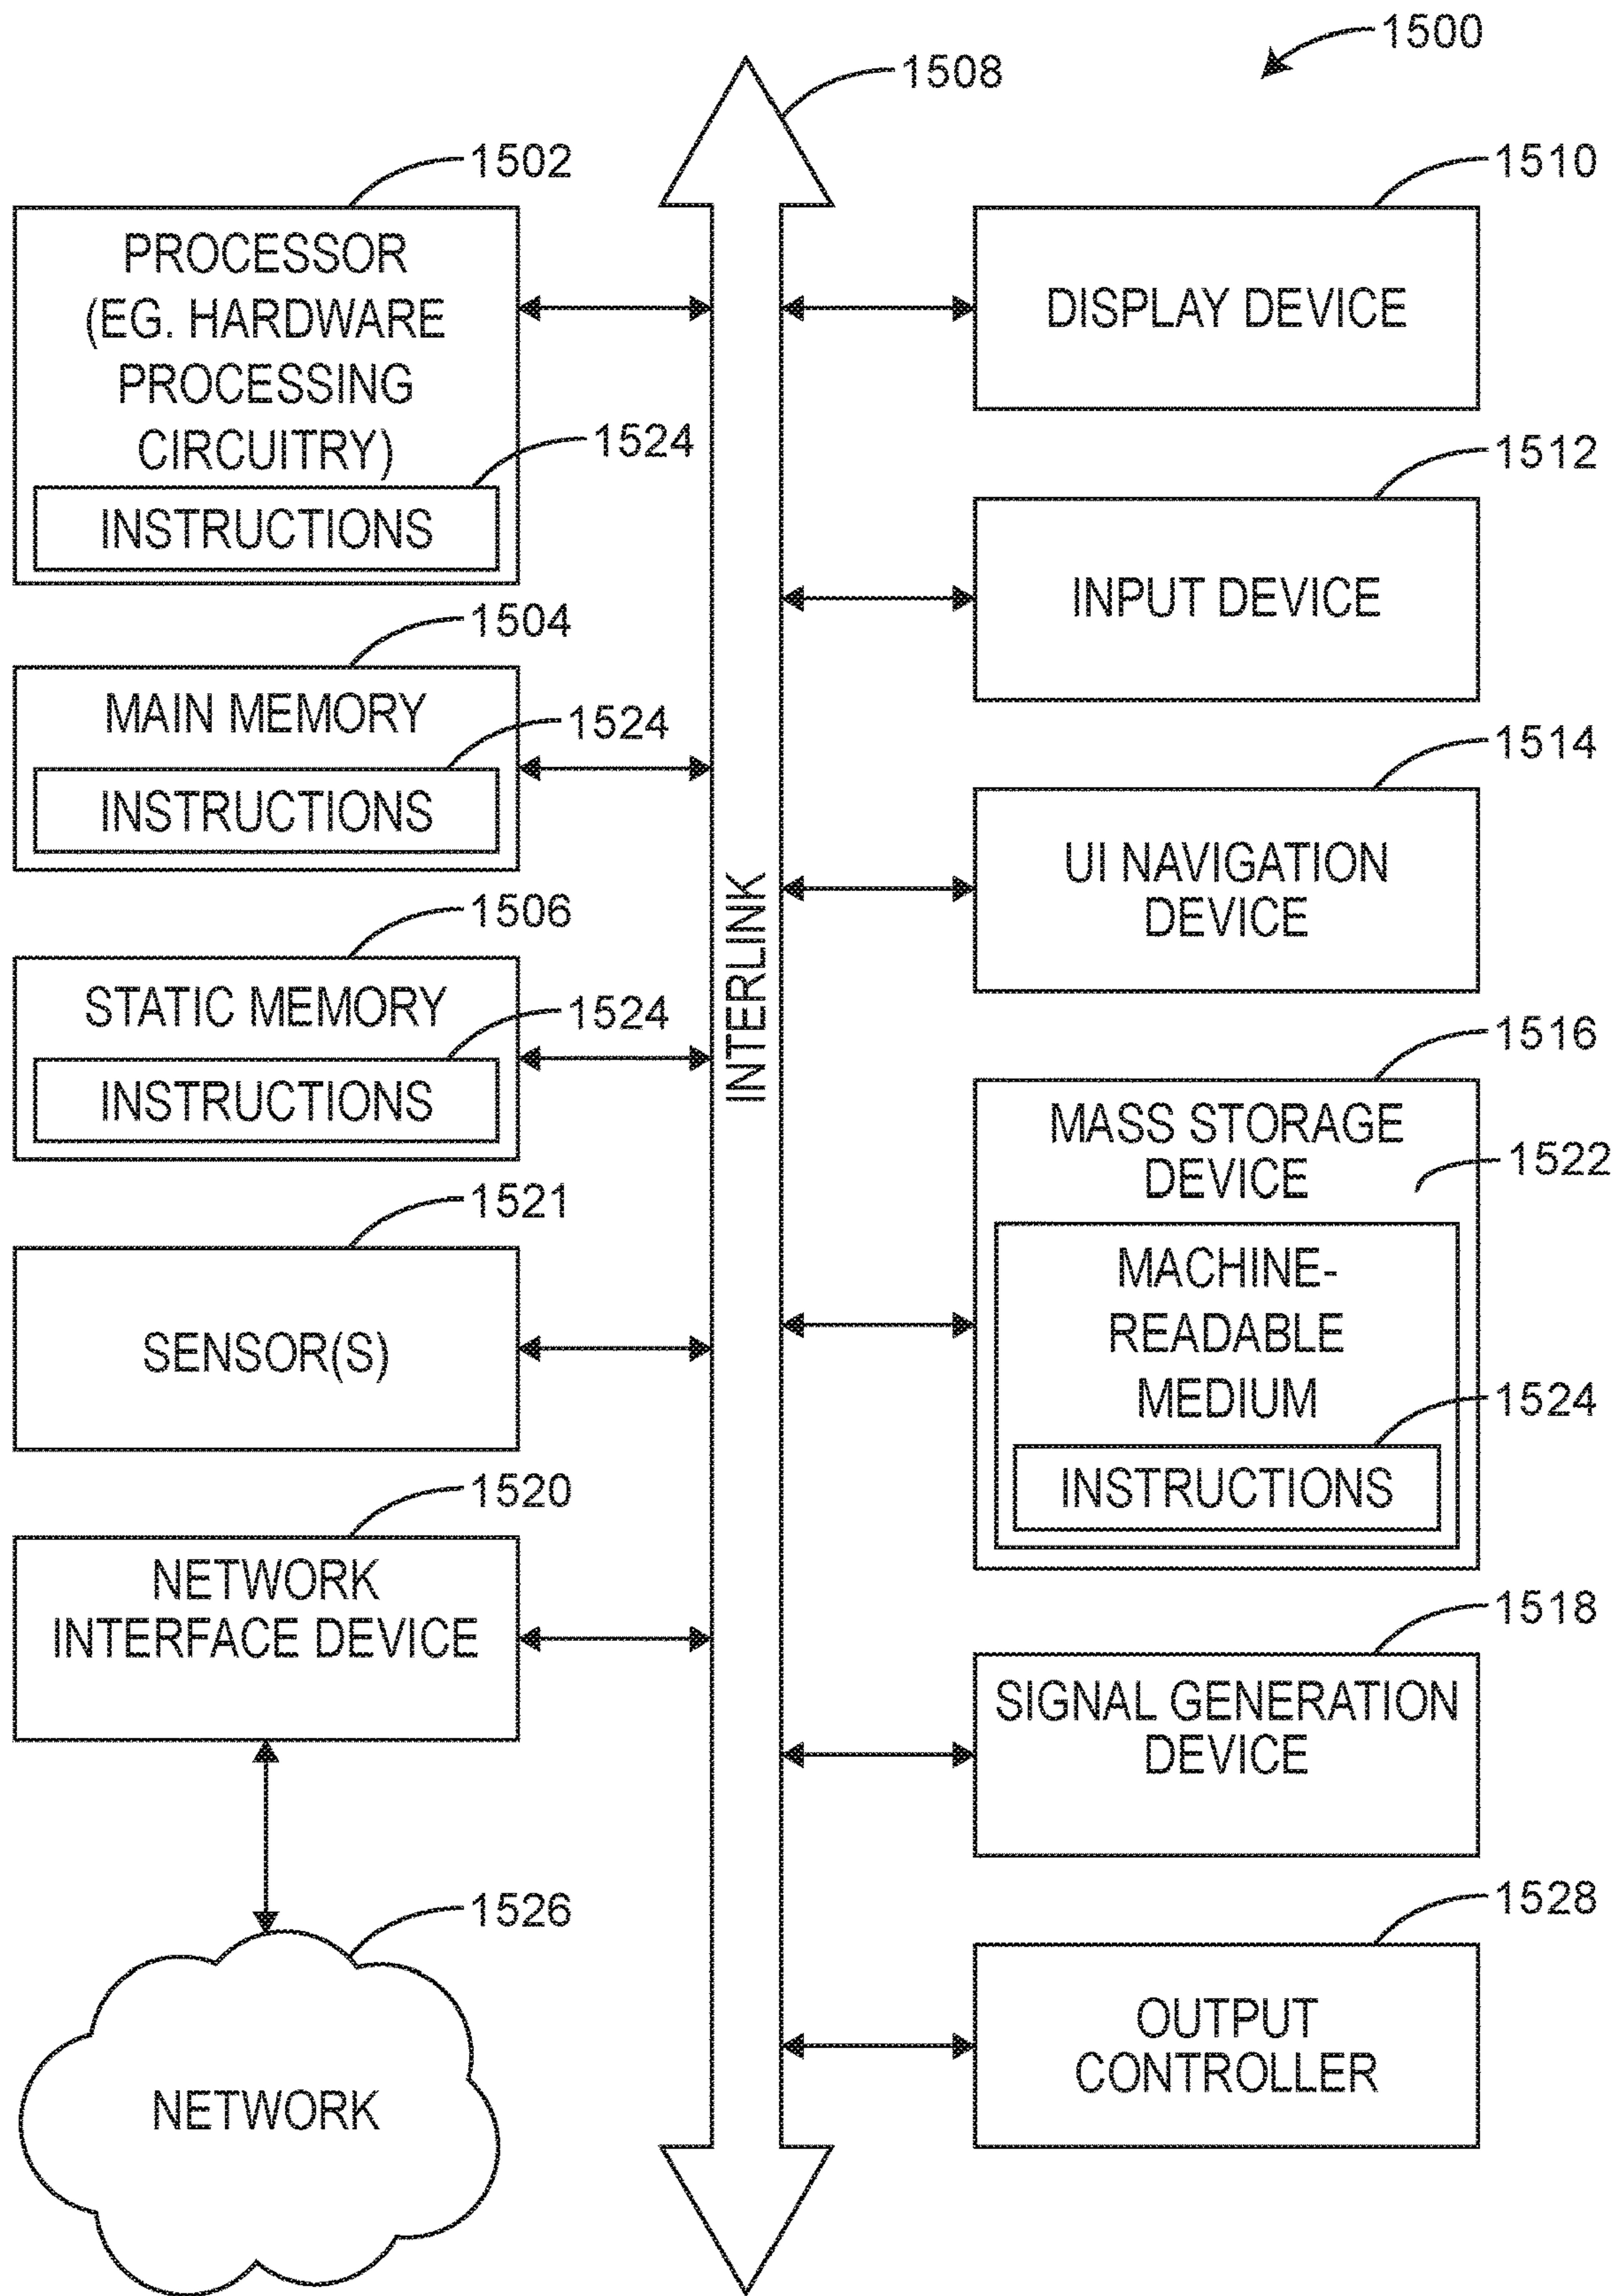 1500
1508
1502
PROCESSOR
(EG. HARDWARE
PROCESSING
CIRCUITRY)
1524
INSTRUCTIONS
1504
MAIN MEMORY
1524
INSTRUCTIONS
1506
STATIC MEMORY
1524
INSTRUCTIONS
1521
SENSOR(S)
1520
NETWORK
INTERFACE DEVICE
1526
NETWORK
INTERLINK
1510
DISPLAY DEVICE
1512
INPUT DEVICE
1514
UI NAVIGATION
DEVICE
1516
MASS STORAGE
DEVICE
1522
MACHINE-
READABLE
MEDIUM
1524
INSTRUCTIONS
1518
SIGNAL GENERATION
DEVICE
1528
OUTPUT
CONTROLLER